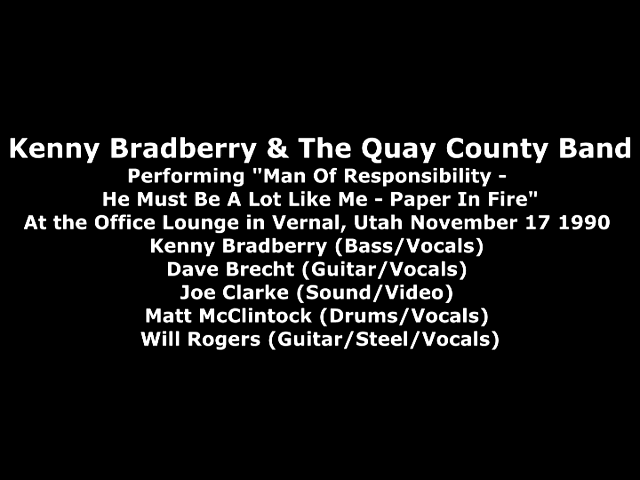 Kenny Bradberry & The Quay County Band
Performing "Man Of Responsibility -
He Must Be A Lot Like Me - Paper In Fire"
At the Office Lounge in Vernal, Utah November 17 1990
Kenny Bradberry (Bass/Vocals)
Dave Brecht (Guitar/Vocals)
Joe Clarke (Sound/Video)
Matt McClintock (Drums/Vocals)
Will Rogers (Guitar/Steel/Vocals)